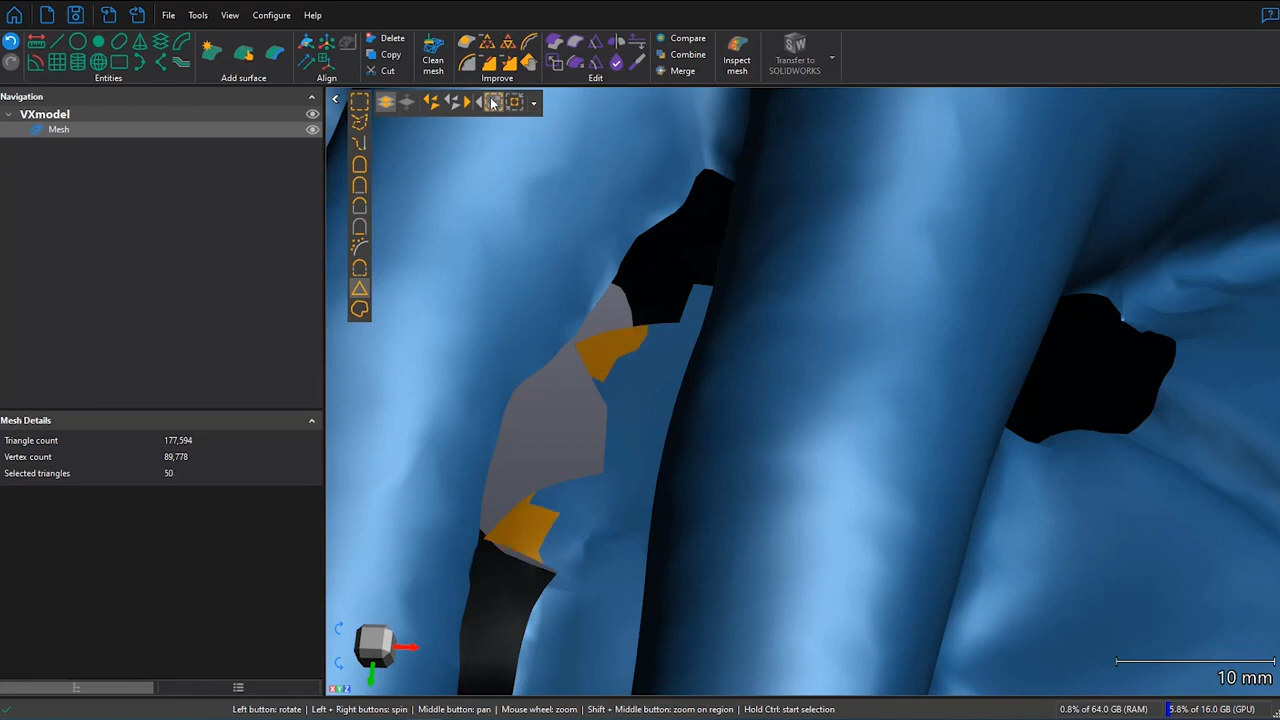 File Tools View Configure Help
Entities
Add surface
Align
Delete
Copy
Cut
Clean mesh
Improve
Edit
Compare
Combine
Merge
Inspect mesh
Transfer to SOLIDWORKS
Navigation
VXmodel
Mesh
Mesh Details
Triangle count 177,594
Vertex count 89,778
Selected triangles 50
10 mm
X Y Z
Left button: rotate Left + Right buttons: spin Middle button: pan Mouse wheel: zoom Shift + Middle button: zoom on region Hold Ctrl: start selection
0.8% of 64.0 GB (RAM) 5.8% of 16.0 GB (GPU)